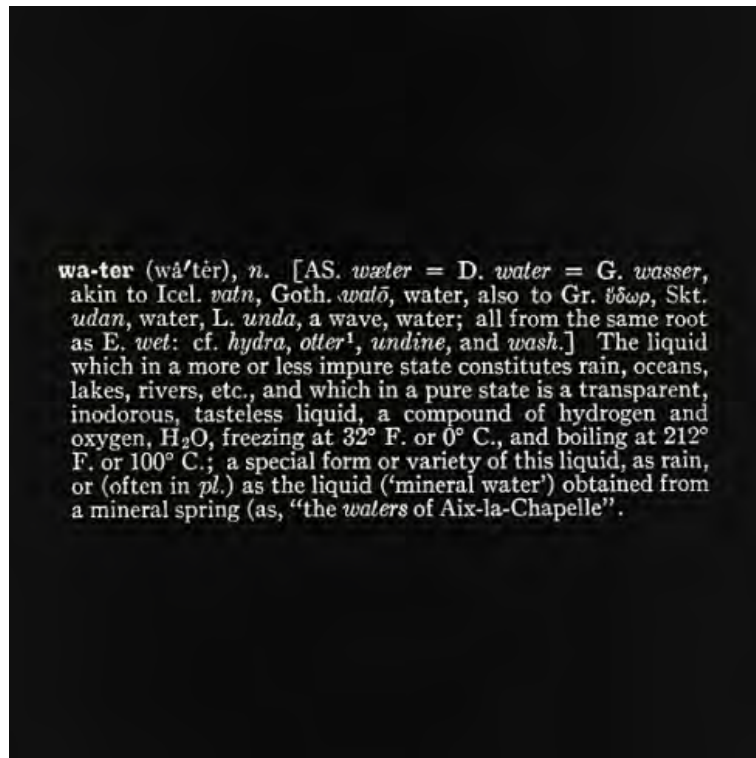 wa-ter (wâ′tėr), n. [AS. wæter = D. water = G. wasser,
akin to Icel. vatn, Goth. watō, water, also to Gr. ὕδωρ, Skt.
udan, water, L. unda, a wave, water; all from the same root
as E. wet: cf. hydra, otter¹, undine, and wash.] The liquid
which in a more or less impure state constitutes rain, oceans,
lakes, rivers, etc., and which in a pure state is a transparent,
inodorous, tasteless liquid, a compound of hydrogen and
oxygen, H₂O, freezing at 32° F. or 0° C., and boiling at 212°
F. or 100° C.; a special form or variety of this liquid, as rain,
or (often in pl.) as the liquid (‘mineral water’) obtained from
a mineral spring (as, “the waters of Aix-la-Chapelle”.